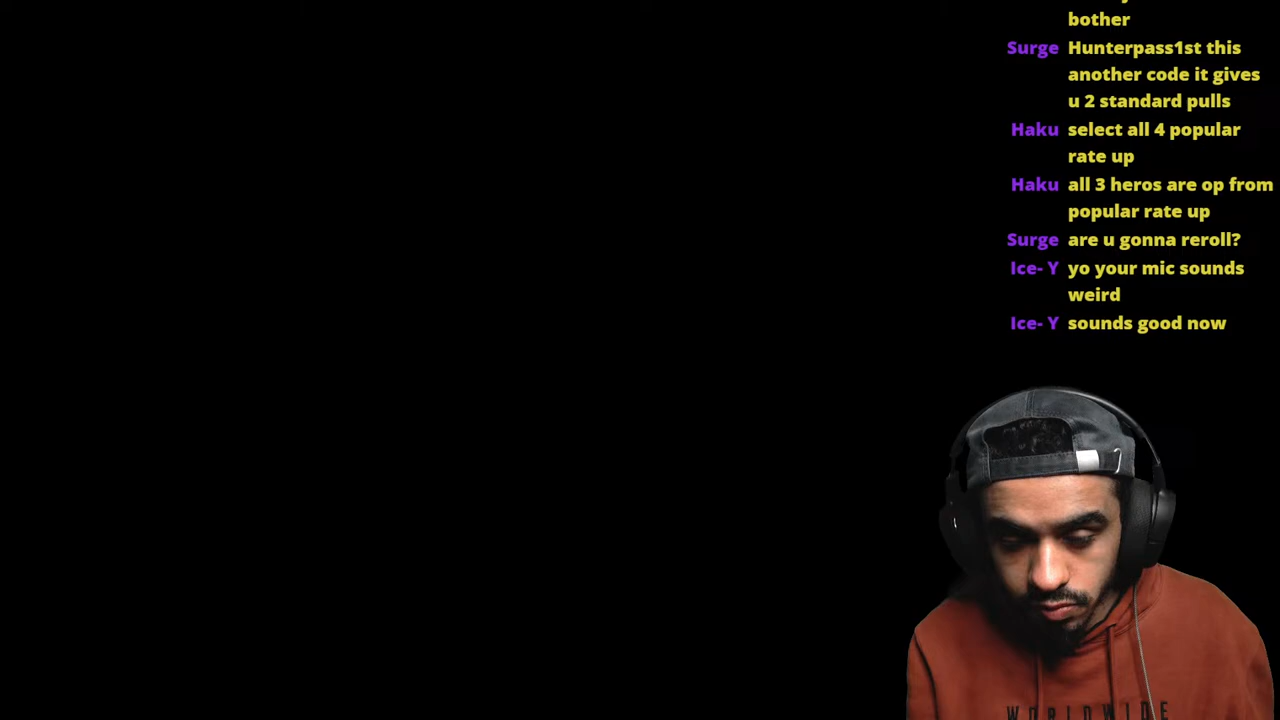 bother
Surge Hunterpass1st this
another code it gives
u 2 standard pulls
Haku select all 4 popular
rate up
Haku all 3 heros are op from
popular rate up
Surge are u gonna reroll?
Ice- Y yo your mic sounds
weird
Ice- Y sounds good now
WORLDWIDE